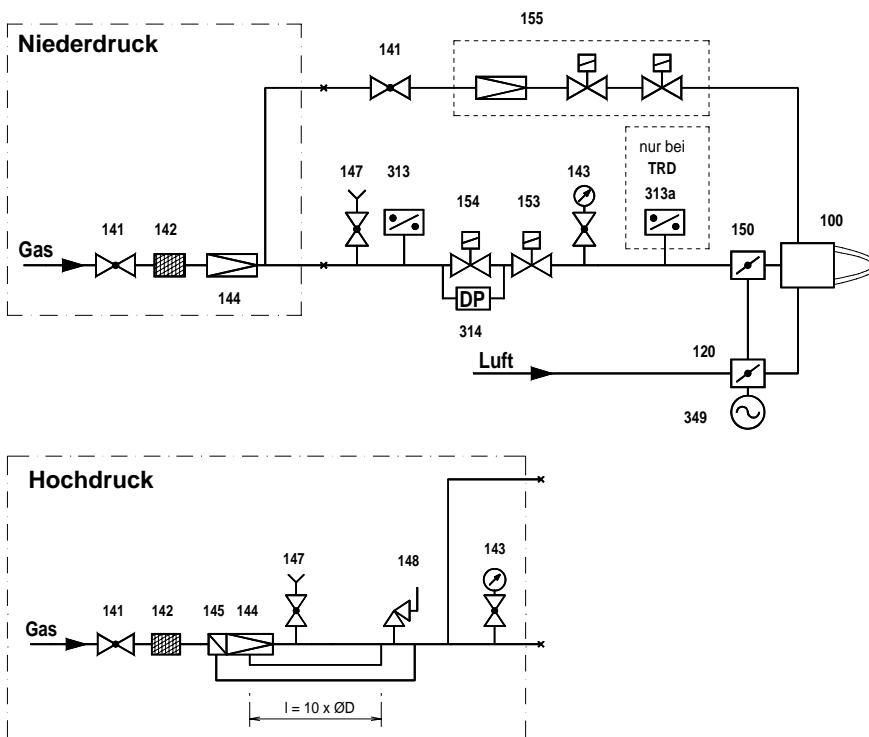 Niederdruck
155
141
nur bei
TRD
313a
147
313
154
153
143
150
100
141
142
Gas
144
DP
314
Luft
120
349
Hochdruck
147
148
143
141
142
145
144
Gas
l = 10 x ØD